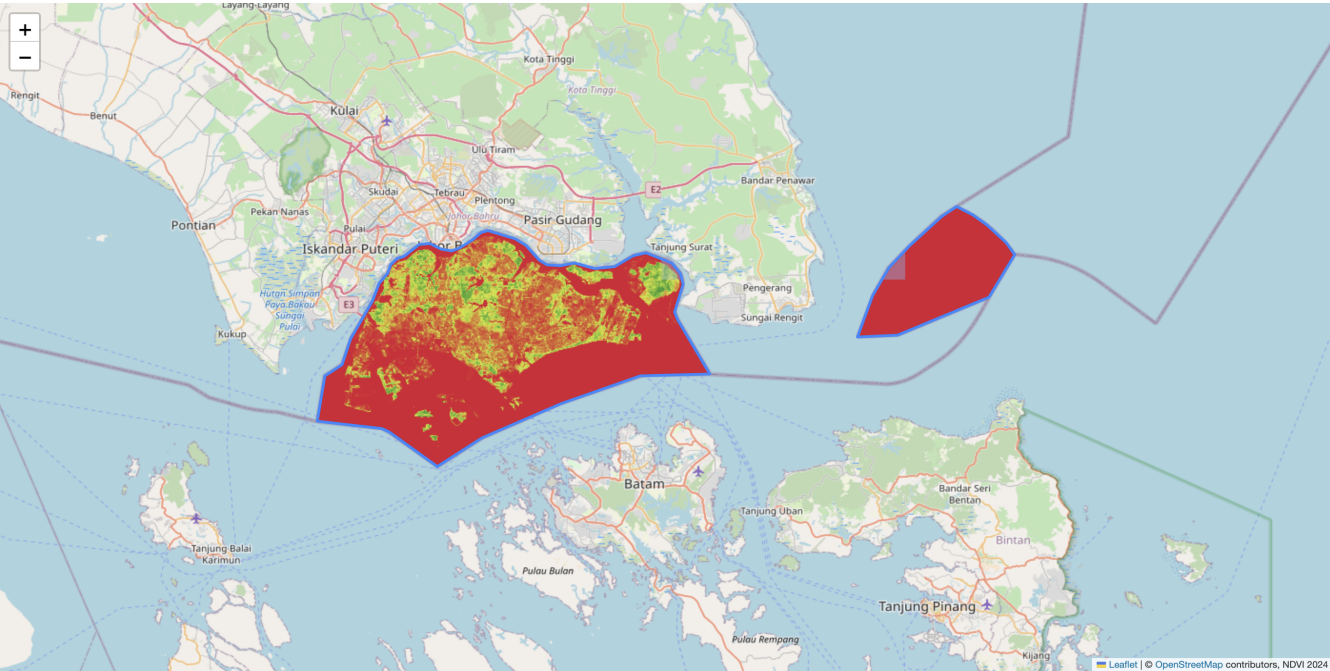 Layang-Layang
+
−
Kota Tinggi
Kota Tinggi
Rengit
Benut
Kulai
Ulu Tiram
E2
Bandar Penawar
Skudai
Tebrau
Plentong
Pekan Nanas
Johor Bahru
Pasir Gudang
Pontian
Pulai
Iskandar Puteri
Tanjung Surat
Pengerang
Hutan Simpan
Paya Bakau
Sungai
Pulai
E3
Sungai Rengit
Kukup
Batam
Bandar Seri
Bentan
Tanjung Uban
Bintan
Tanjung Balai
Karimun
Pulau Bulan
Tanjung Pinang
Pulau Rempang
Kijang
Leaflet | © OpenStreetMap contributors, NDVI 2024